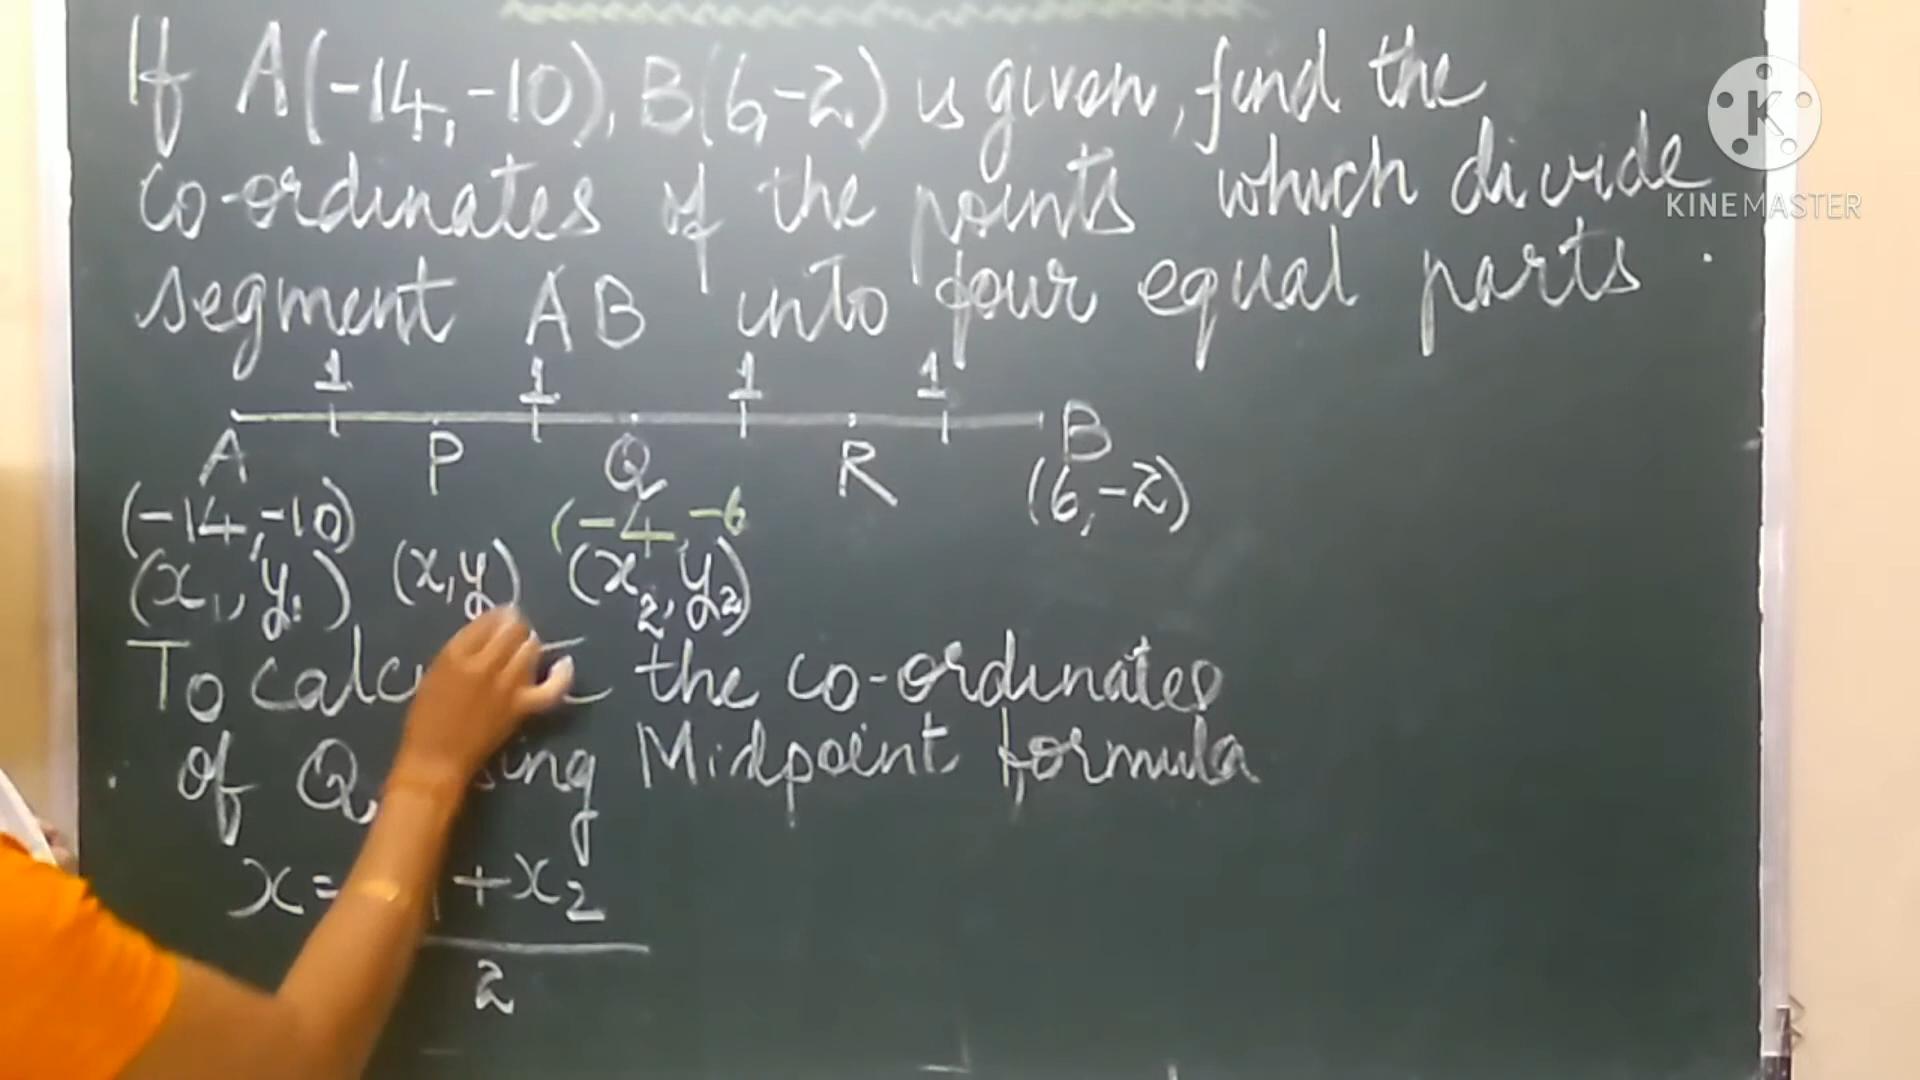 If A(-14,-10), B(6,-2) is given, find the
co-ordinates of the points which divide
segment AB into four equal parts.
1 1 1 1
A P Q R B
(-14,-10) (-4,-6 (6,-2)
(x₁,y₁) (x,y) (x₂,y₂)
To the co-ordinates
of Q Midpoint formula
x= +x₂
2
K
KINEMASTER